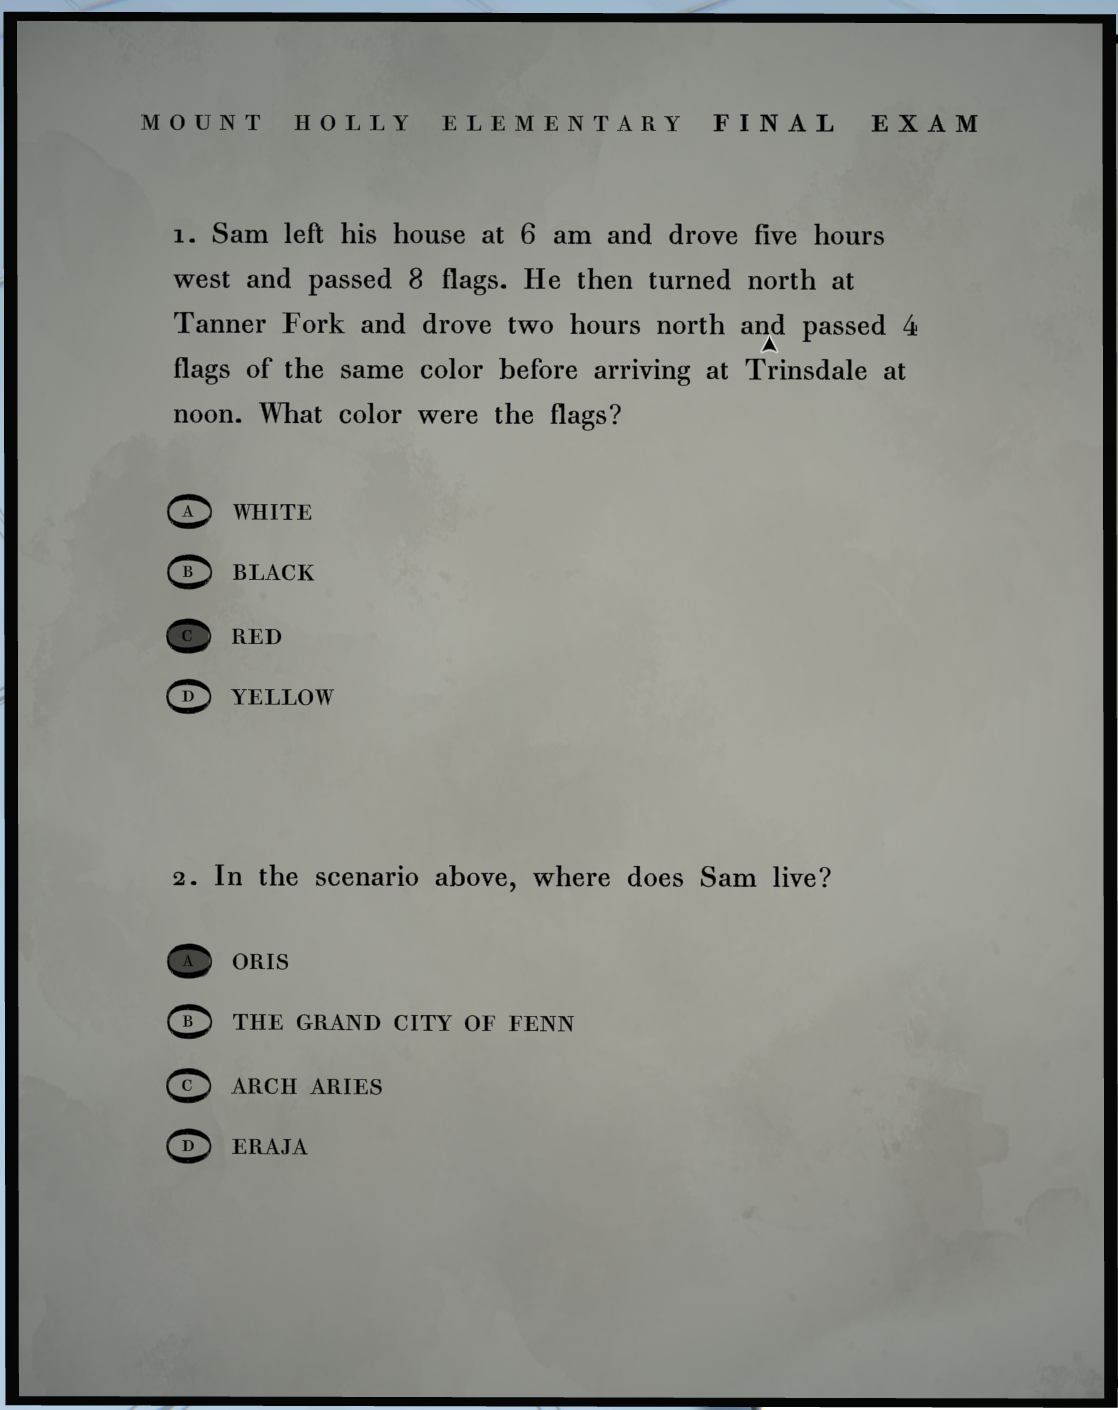 MOUNT HOLLY ELEMENTARY FINAL EXAM
1. Sam left his house at 6 am and drove five hours
west and passed 8 flags. He then turned north at
Tanner Fork and drove two hours north and passed 4
flags of the same color before arriving at Trinsdale at
noon. What color were the flags?
A WHITE
B BLACK
C RED
D YELLOW
2. In the scenario above, where does Sam live?
A ORIS
B THE GRAND CITY OF FENN
C ARCH ARIES
D ERAJA